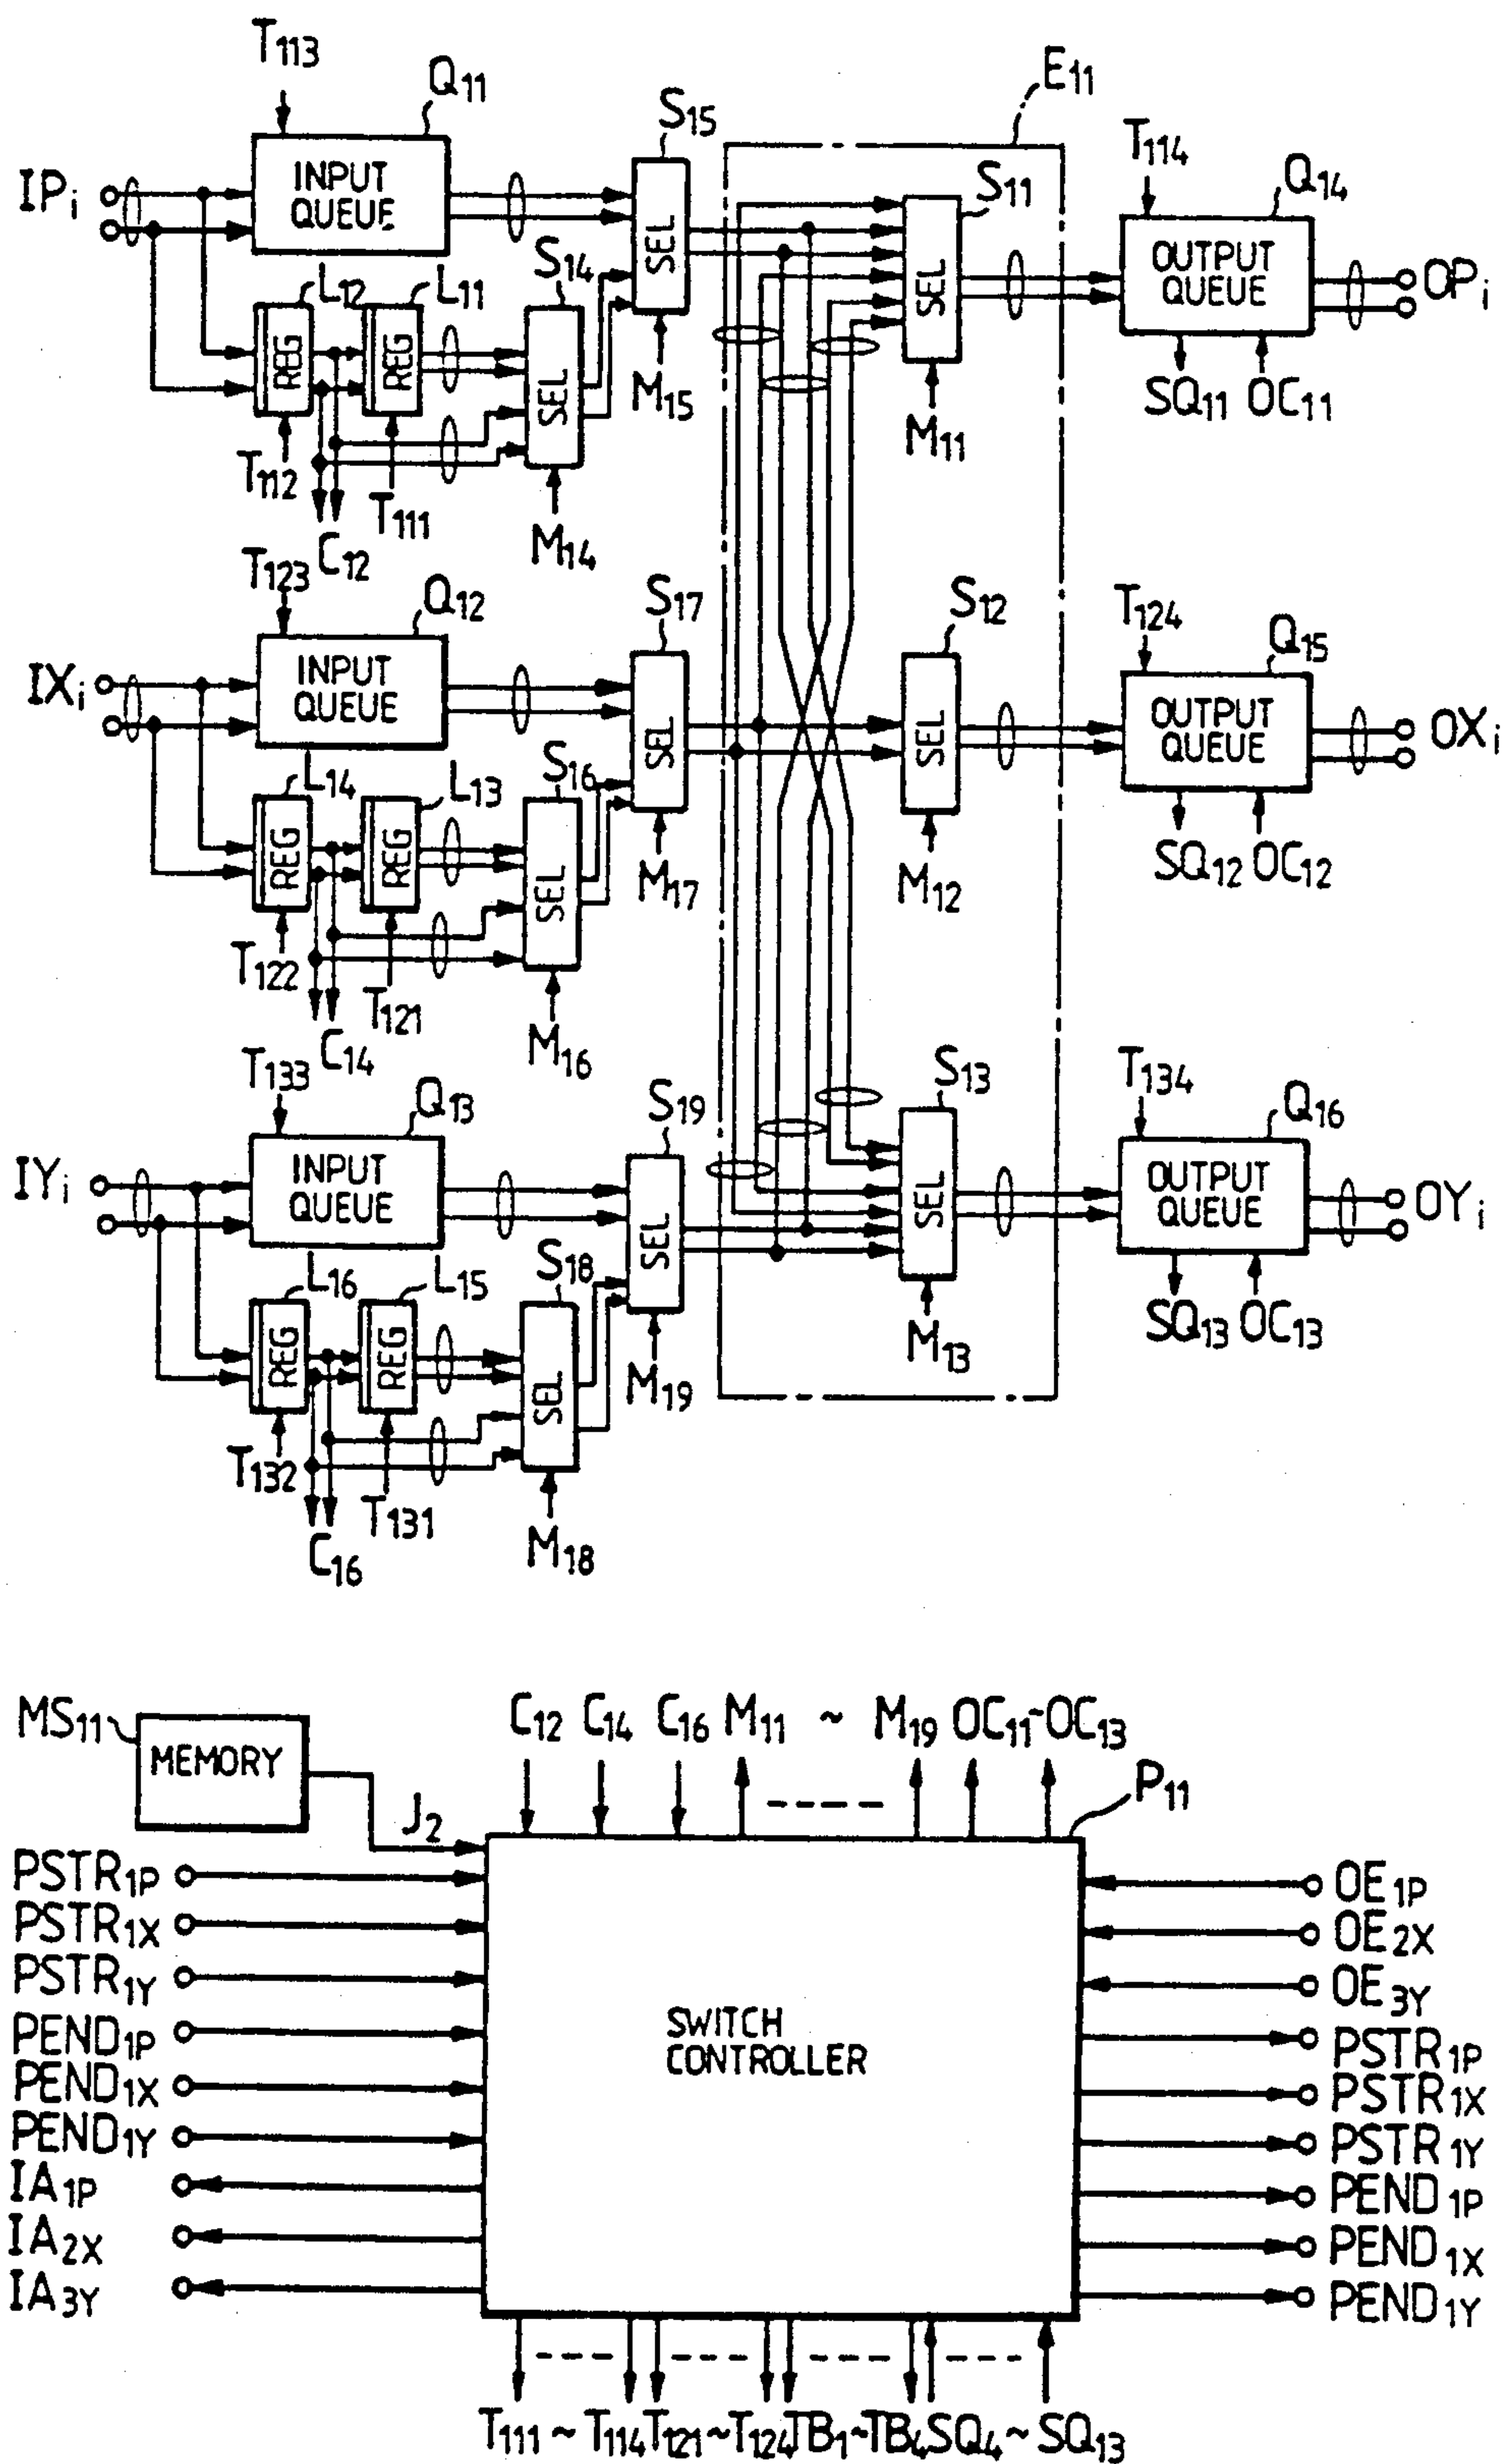 T113
Q11
INPUT
QUEUE
IPi
L12
L11
REG
REG
T112
T111
C12
S14
SEL
M14
S15
SEL
M15
E11
S11
SEL
M11
T114
Q14
OUTPUT
QUEUE
OPi
SQ11 OC11
T123
Q12
INPUT
QUEUE
IXi
L14
L13
REG
REG
T122
T121
C14
S16
SEL
M16
S17
SEL
M17
S12
SEL
M12
T124
Q15
OUTPUT
QUEUE
OXi
SQ12 OC12
T133
Q13
INPUT
QUEUE
IYi
L16
L15
REG
REG
T132
T131
C16
S18
SEL
M18
S19
SEL
M19
S13
SEL
M13
T134
Q16
OUTPUT
QUEUE
OYi
SQ13 OC13
MS11
MEMORY
J2
C12 C14 C16 M11 ~ M19 OC11~OC13
P11
SWITCH
CONTROLLER
PSTR1P
PSTR1X
PSTR1Y
PEND1P
PEND1X
PEND1Y
IA1P
IA2X
IA3Y
OE1P
OE2X
OE3Y
PSTR1P
PSTR1X
PSTR1Y
PEND1P
PEND1X
PEND1Y
T111~T114 T121~T124 TB1~TB4 SQ4~SQ13